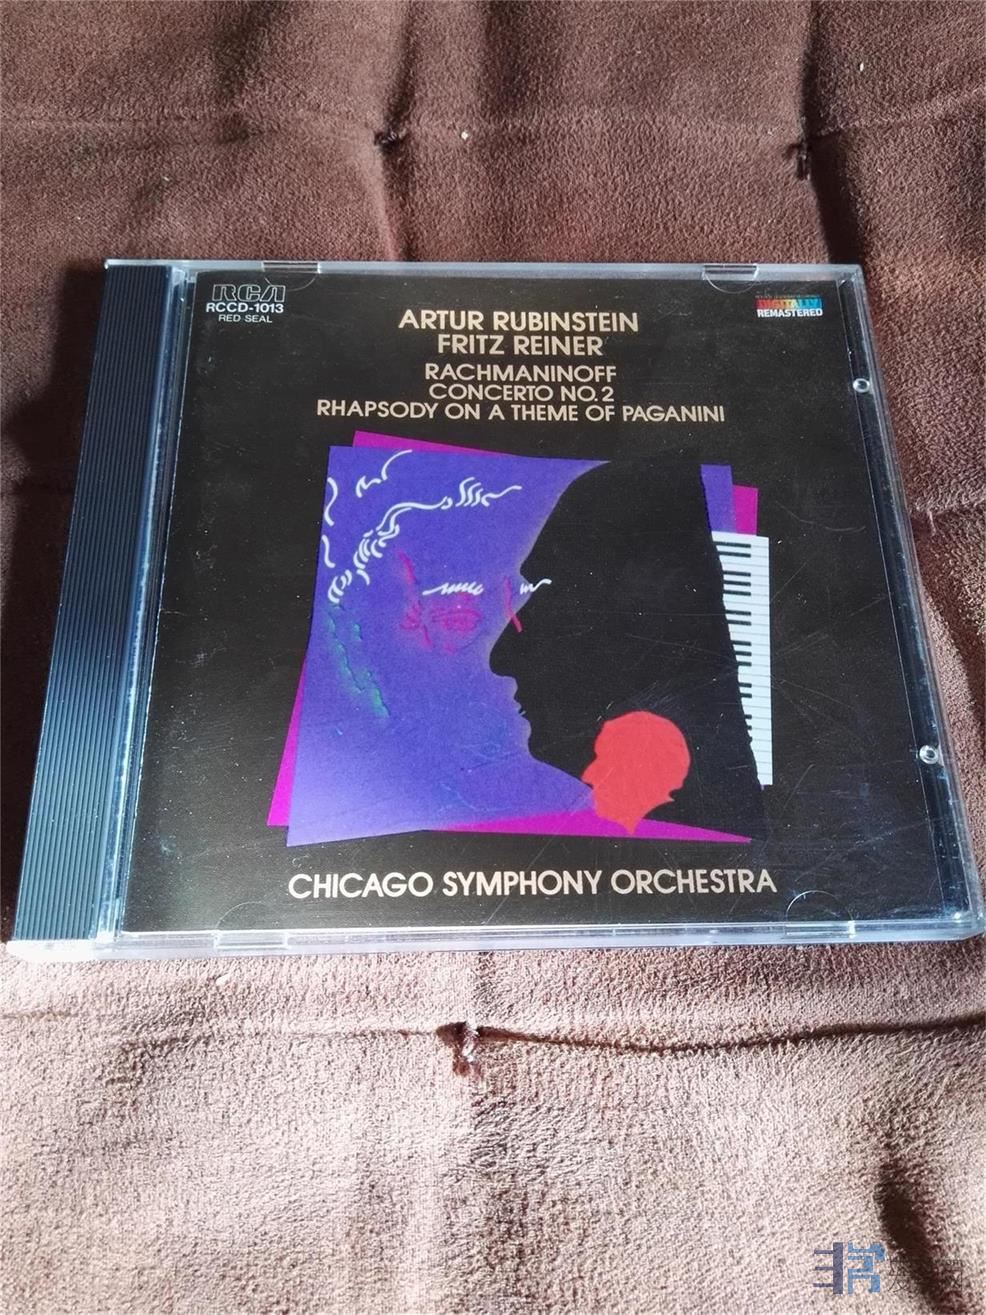 RCA
RCCD-1013
RED SEAL
DIGITALLY
REMASTERED
ARTUR RUBINSTEIN
FRITZ REINER
RACHMANINOFF
CONCERTO NO. 2
RHAPSODY ON A THEME OF PAGANINI
CHICAGO SYMPHONY ORCHESTRA